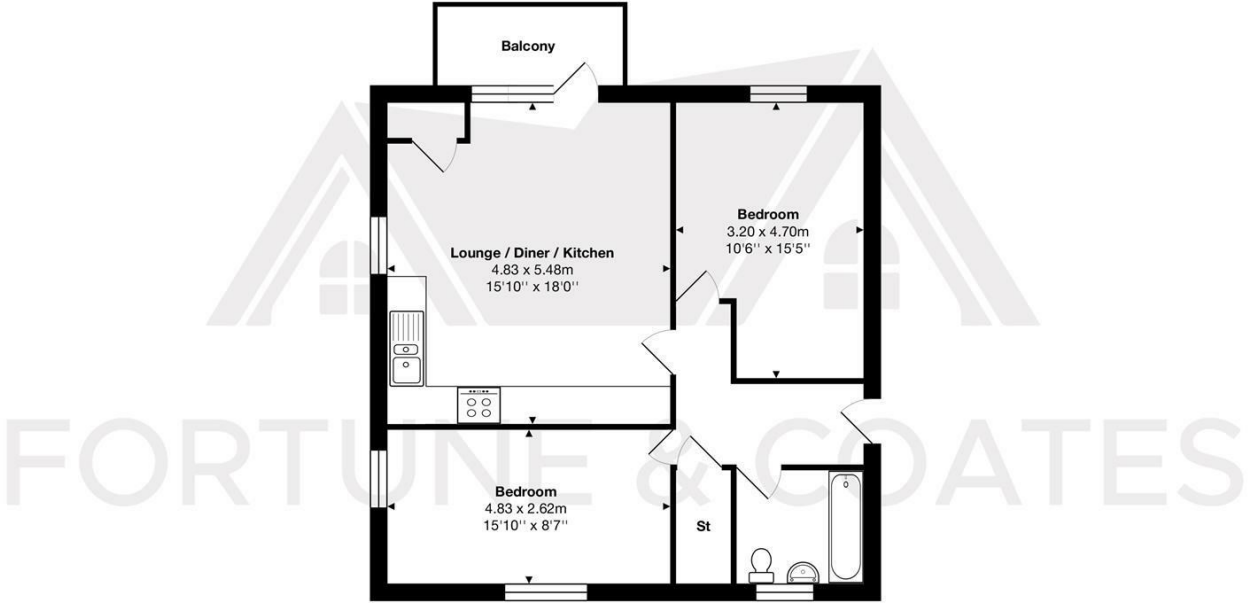 Balcony
Bedroom
3.20 x 4.70m
10'6'' x 15'5''
Lounge / Diner / Kitchen
4.83 x 5.48m
15'10'' x 18'0''
FORTUNE & COATES
Bedroom
4.83 x 2.62m
15'10'' x 8'7''
St